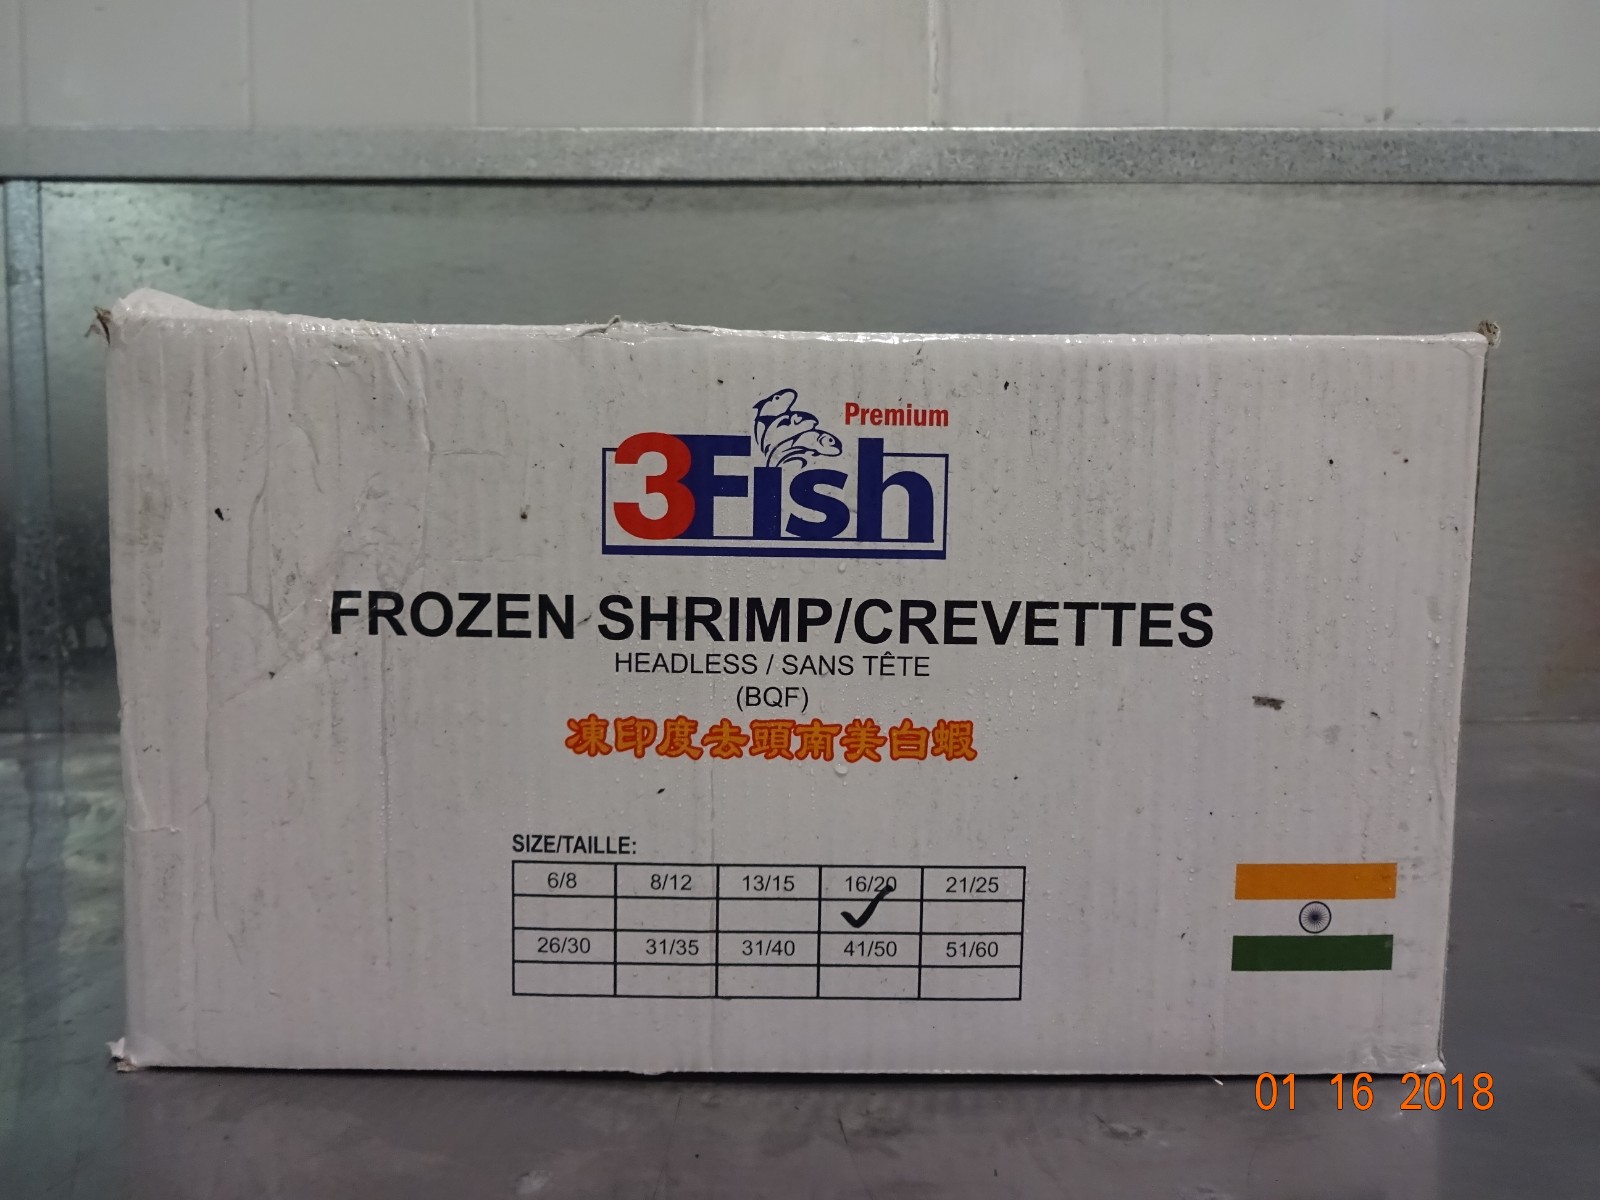 Premium
3Fish
FROZEN SHRIMP/CREVETTES
HEADLESS / SANS TÊTE
(BQF)
凍印度去頭南美白蝦
SIZE/TAILLE:
6/8 8/12 13/15 16/20 21/25
26/30 31/35 31/40 41/50 51/60
01 16 2018